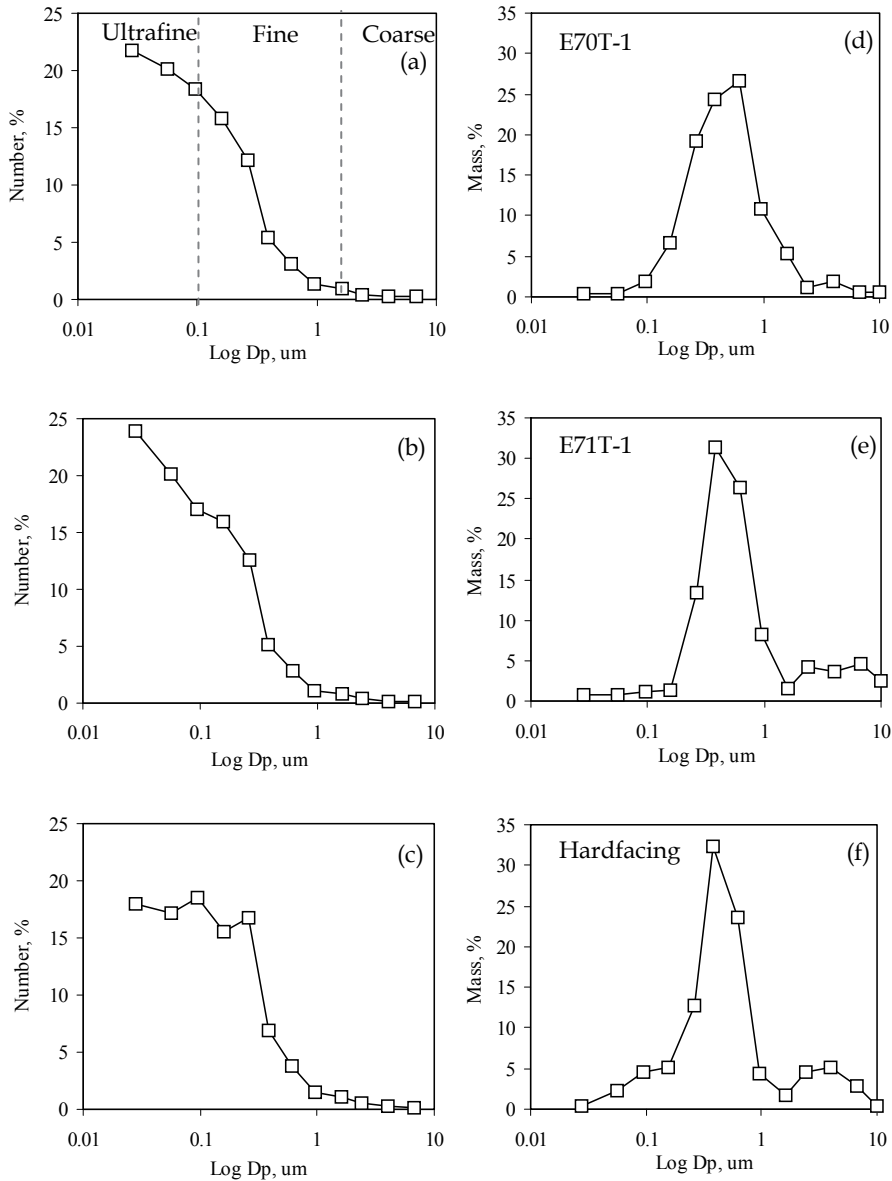 25
20
15
10
5
0
Number, %
Ultrafine
Fine
Coarse
(a)
0.01
0.1
1
10
Log Dp, um
35
30
25
20
15
10
5
0
Mass, %
E70T-1
(d)
0.01
0.1
1
10
Log Dp, um
25
20
15
10
5
0
Number, %
(b)
0.01
0.1
1
10
Log Dp, um
35
30
25
20
15
10
5
0
Mass, %
E71T-1
(e)
0.01
0.1
1
10
Log Dp, um
25
20
15
10
5
0
Number, %
(c)
0.01
0.1
1
10
Log Dp, um
35
30
25
20
15
10
5
0
Mass, %
Hardfacing
(f)
0.01
0.1
1
10
Log Dp, um